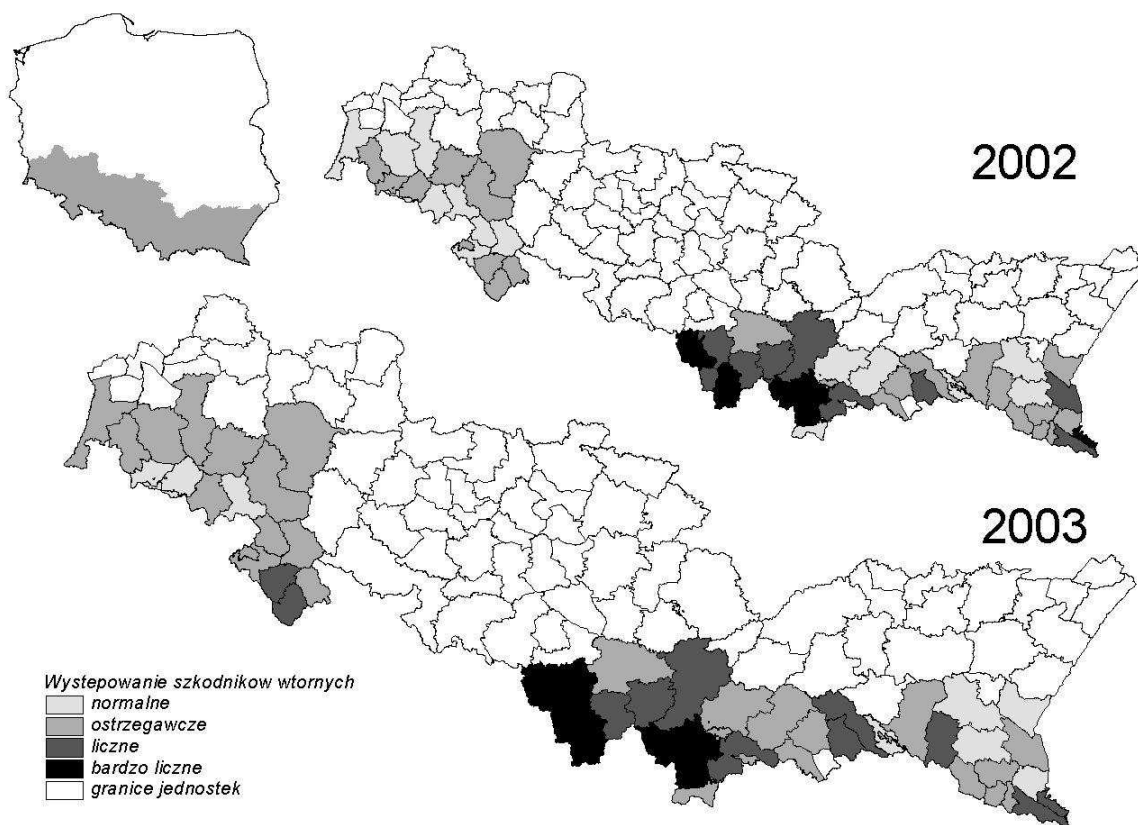 2002
2003
Wystepowanie szkodnikow wtornych
normalne
ostrzegawcze
liczne
bardzo liczne
granice jednostek